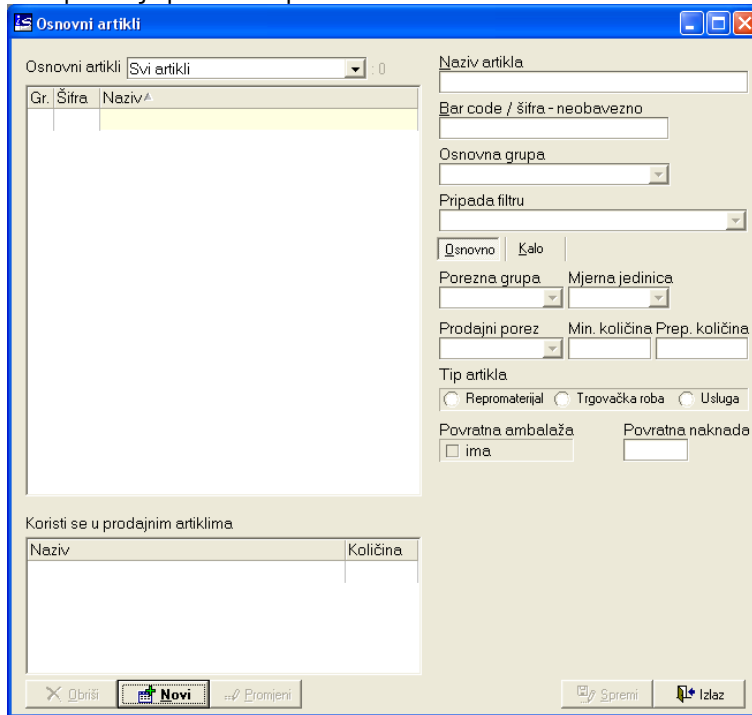 Osnovni artikli
Osnovni artikli Svi artikli : 0
Gr. Šifra Naziv
Koristi se u prodajnim artiklima
Naziv Količina
Obriši Novi Promjeni
Naziv artikla
Bar code / šifra - neobavezno
Osnovna grupa
Pripada filtru
Osnovno Kalo
Porezna grupa Mjerna jedinica
Prodajni porez Min. količina Prep. količina
Tip artikla
Repromaterijal Trgovačka roba Usluga
Povratna ambalaža Povratna naknada
ima
Spremi Izlaz